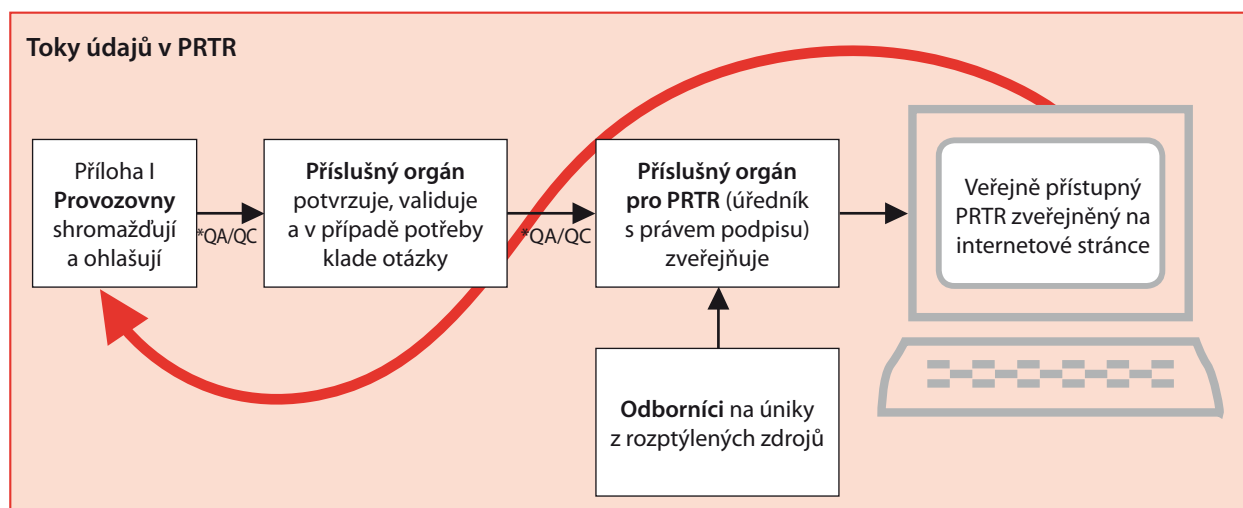 Toky údajů v PRTR
Příloha I
Provozovny
shromažďují
a ohlašují
*QA/QC
Příslušný orgán
potvrzuje, validuje
a v případě potřeby
klade otázky
*QA/QC
Příslušný orgán
pro PRTR (úředník
s právem podpisu)
zveřejňuje
Veřejně přístupný
PRTR zveřejněný na
internetové stránce
Odborníci na úniky
z rozptýlených zdrojů